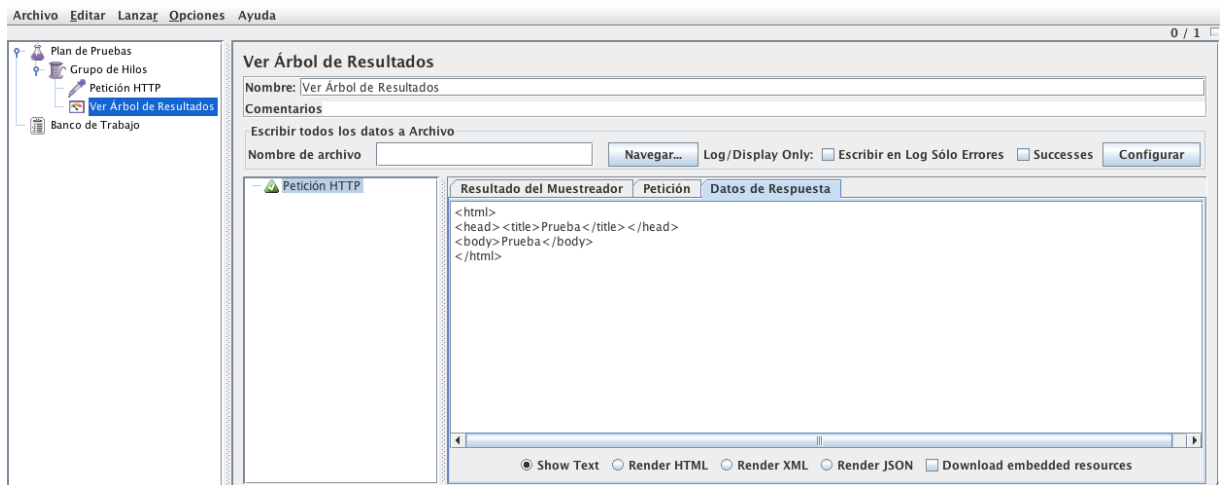 Archivo Editar Lanzar Opciones Ayuda
0 / 1
Plan de Pruebas
Grupo de Hilos
Petición HTTP
Ver Árbol de Resultados
Banco de Trabajo
Ver Árbol de Resultados
Nombre: Ver Árbol de Resultados
Comentarios
Escribir todos los datos a Archivo
Nombre de archivo Navegar... Log/Display Only: Escribir en Log Sólo Errores Successes Configurar
Petición HTTP
Resultado del Muestreador Petición Datos de Respuesta
<html>
<head><title>Prueba</title></head>
<body>Prueba</body>
</html>
Show Text Render HTML Render XML Render JSON Download embedded resources